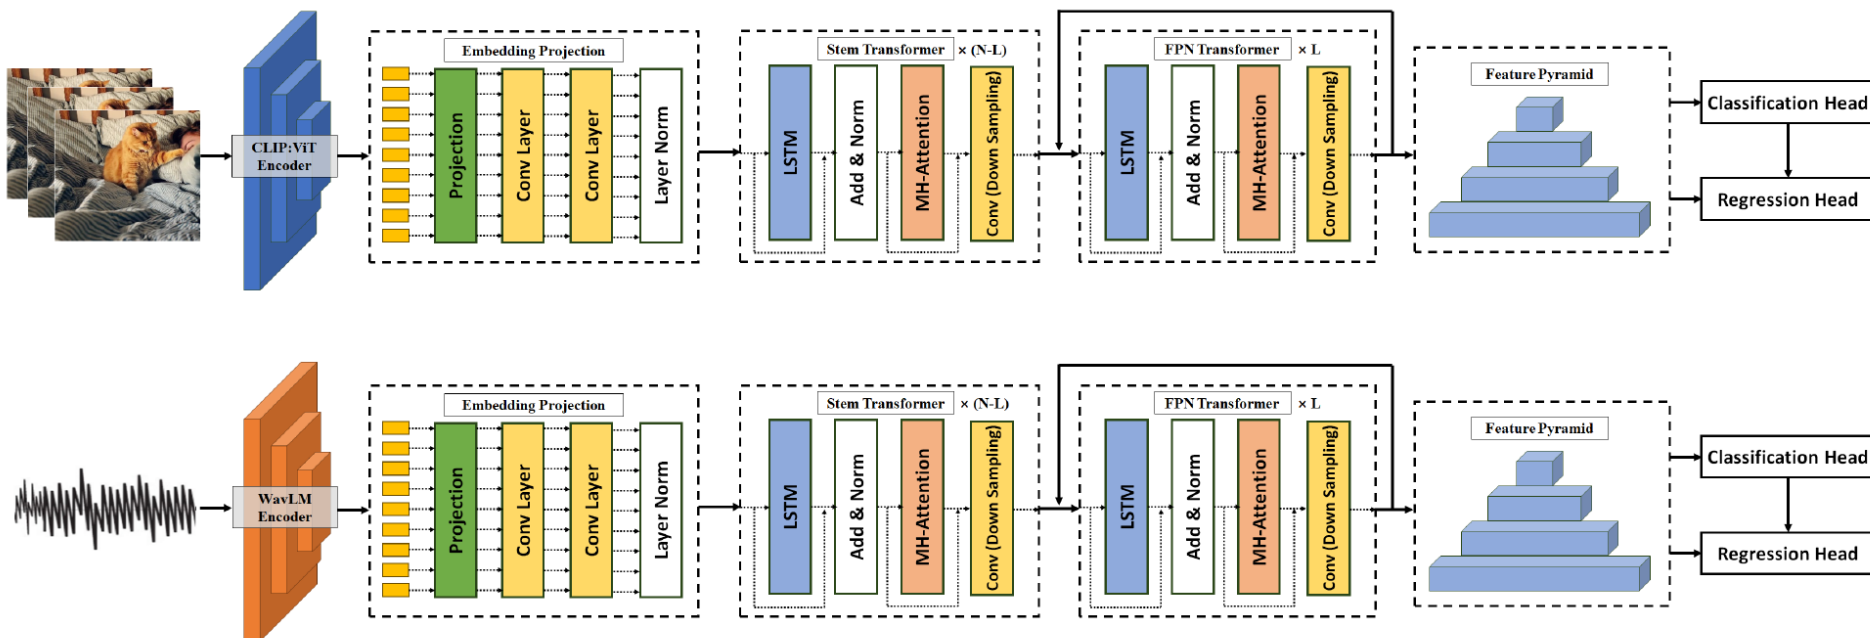 CLIP:ViT
Encoder
Embedding Projection
Projection
Conv Layer
Conv Layer
Layer Norm
Stem Transformer × (N-L)
LSTM
Add & Norm
MH-Attention
Conv (Down Sampling)
FPN Transformer × L
LSTM
Add & Norm
MH-Attention
Conv (Down Sampling)
Feature Pyramid
Classification Head
Regression Head
WavLM
Encoder
Embedding Projection
Projection
Conv Layer
Conv Layer
Layer Norm
Stem Transformer × (N-L)
LSTM
Add & Norm
MH-Attention
Conv (Down Sampling)
FPN Transformer × L
LSTM
Add & Norm
MH-Attention
Conv (Down Sampling)
Feature Pyramid
Classification Head
Regression Head